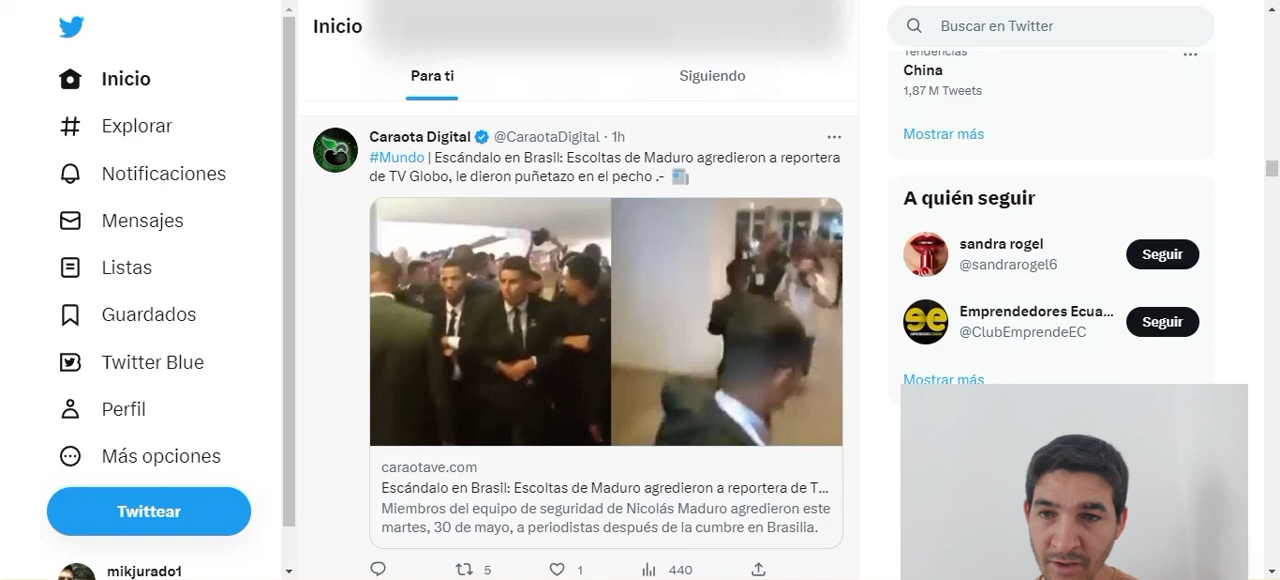 Inicio
Explorar
Notificaciones
Mensajes
Listas
Guardados
Twitter Blue
Perfil
Más opciones
Twittear
mikjurado1
Inicio
Para ti
Siguiendo
Caraota Digital @CaraotaDigital · 1h
#Mundo | Escándalo en Brasil: Escoltas de Maduro agredieron a reportera
de TV Globo, le dieron puñetazo en el pecho .-
caraotave.com
Escándalo en Brasil: Escoltas de Maduro agredieron a reportera de T...
Miembros del equipo de seguridad de Nicolás Maduro agredieron este
martes, 30 de mayo, a periodistas después de la cumbre en Brasilia.
5
1
440
Buscar en Twitter
Tendencias
China
1,87 M Tweets
Mostrar más
A quién seguir
sandra rogel
@sandrarogel6
Seguir
Emprendedores Ecua...
@ClubEmprendeEC
Seguir
Mostrar más